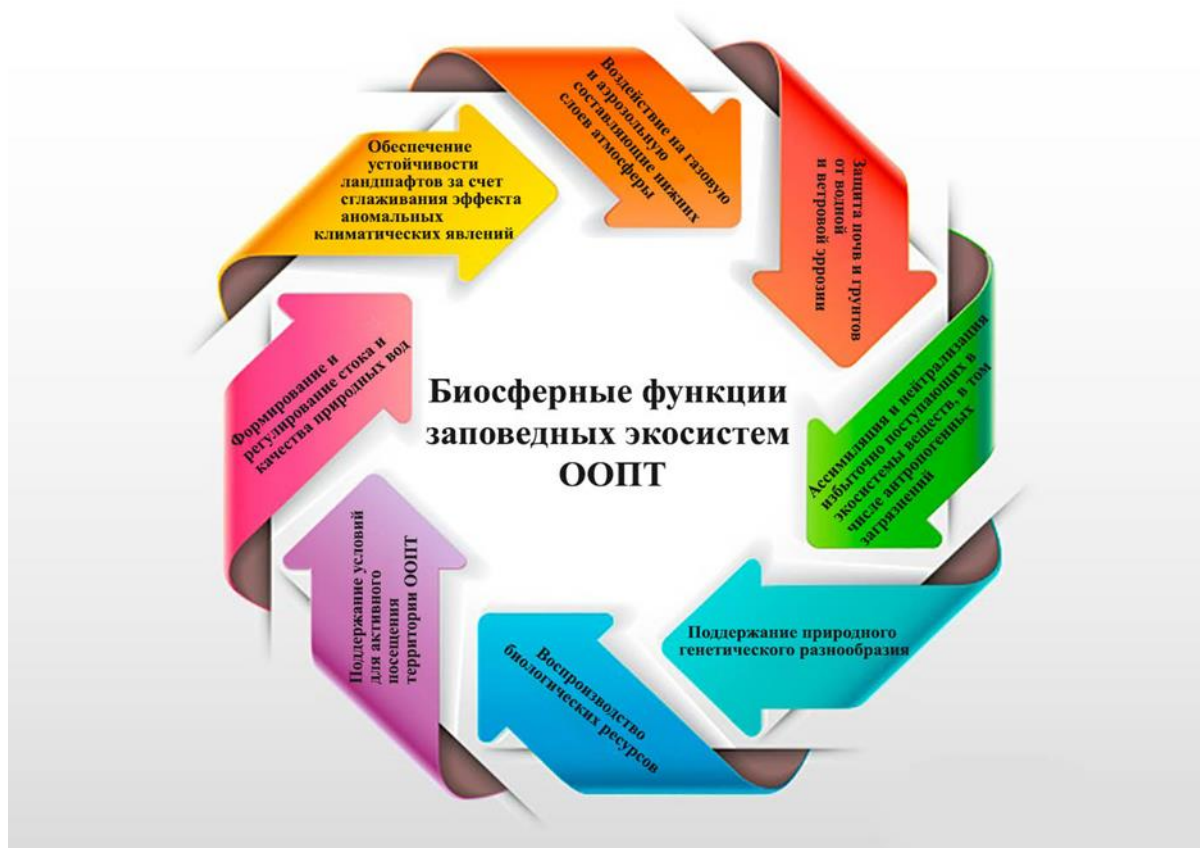 Биосферные функции
заповедных экосистем
ООПТ
Обеспечение
устойчивости
ландшафтов за счет
сглаживания эффекта
аномальных
климатических явлений
Воздействие на газовую
и аэрозольную
составляющие нижних
слоев атмосферы
Защита почв и грунтов
от водной
и ветровой эррозии
Ассимиляция и нейтрализация
избыточно поступающих в
экосистемы веществ, в том
числе антропогенных
загрязнений
Поддержание природного
генетического разнообразия
Воспроизводство
биологических ресурсов
Поддержание условий
для активного
посещения
территории ООПТ
Формирование и
регулирование стока и
качества природных вод